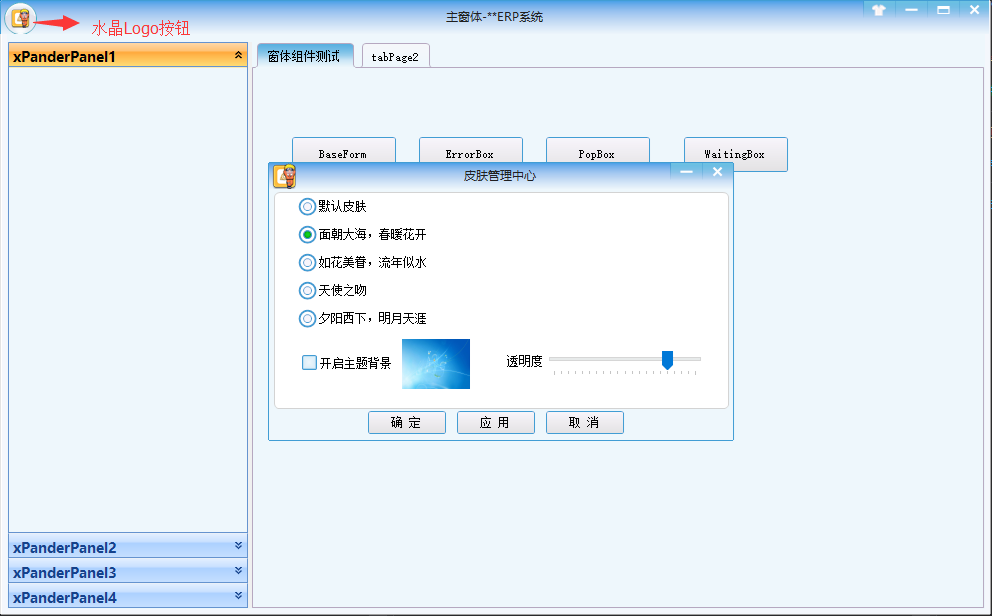 主窗体-**ERP系统
水晶Logo按钮
xPanderPanel1
窗体组件测试
tabPage2
BaseForm
ErrorBox
PopBox
WaitingBox
皮肤管理中心
默认皮肤
面朝大海，春暖花开
如花美眷，流年似水
天使之吻
夕阳西下，明月天涯
开启主题背景
透明度
确 定
应 用
取 消
xPanderPanel2
xPanderPanel3
xPanderPanel4